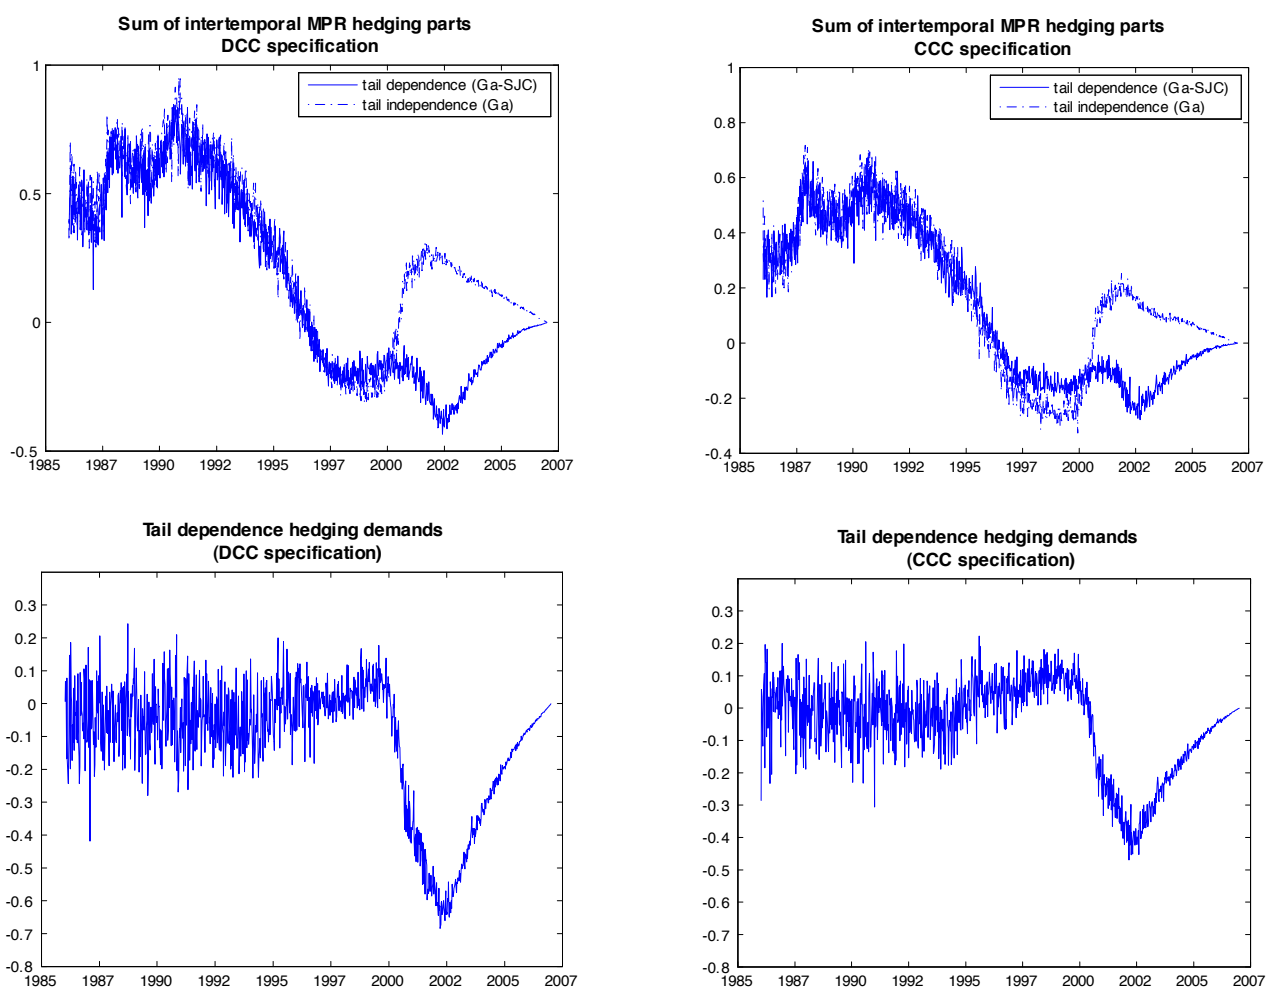 Sum of intertemporal MPR hedging parts
DCC specification
tail dependence (Ga-SJC)
tail independence (Ga)
1
0.5
0
-0.5
1985 1987 1990 1992 1995 1997 2000 2002 2005 2007
Sum of intertemporal MPR hedging parts
CCC specification
tail dependence (Ga-SJC)
tail independence (Ga)
1
0.8
0.6
0.4
0.2
0
-0.2
-0.4
1985 1987 1990 1992 1995 1997 2000 2002 2005 2007
Tail dependence hedging demands
(DCC specification)
0.3
0.2
0.1
0
-0.1
-0.2
-0.3
-0.4
-0.5
-0.6
-0.7
-0.8
1985 1987 1990 1992 1995 1997 2000 2002 2005 2007
Tail dependence hedging demands
(CCC specification)
0.3
0.2
0.1
0
-0.1
-0.2
-0.3
-0.4
-0.5
-0.6
-0.7
-0.8
1985 1987 1990 1992 1995 1997 2000 2002 2005 2007